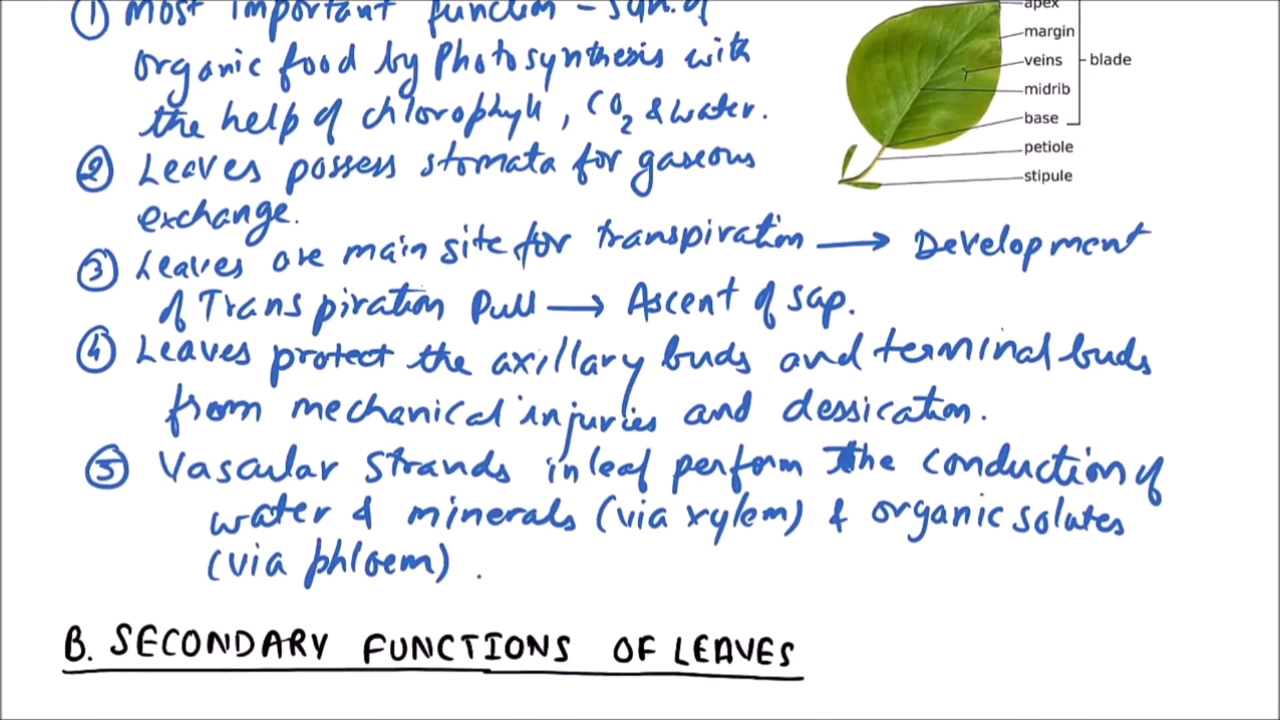 ① Most important function - Syn. of
organic food by Photosynthesis with
the help of chlorophyll, CO₂ & water.
② Leaves possess stomata for gaseous
exchange.
③ Leaves are main site for transpiration → Development
of Transpiration Pull → Ascent of sap.
④ Leaves protect the axillary buds and terminal buds
from mechanical injuries and dessication.
⑤ Vascular strands in leaf perform the conduction of
water & minerals (via xylem) & organic solutes
(via phloem).
B. SECONDARY FUNCTIONS OF LEAVES
apex
margin
veins
blade
midrib
base
petiole
stipule